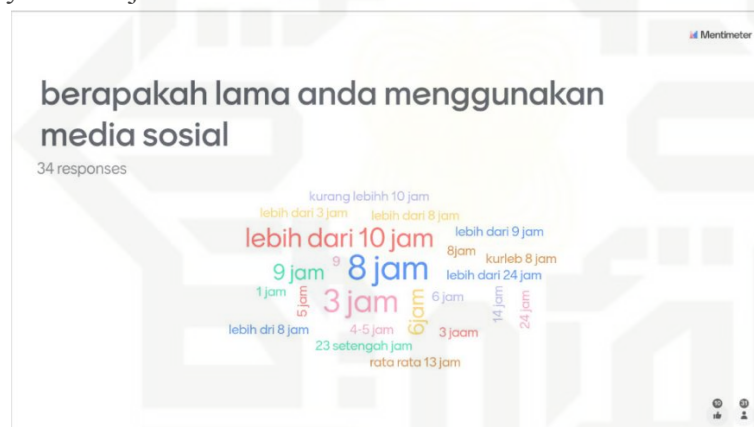 Mentimeter
berapakah lama anda menggunakan
media sosial
34 responses
kurang lebihh 10 jam
lebih dari 3 jam
lebih dari 8 jam
lebih dari 10 jam
lebih dari 9 jam
8jam
kurleb 8 jam
9 jam
9
8 jam
lebih dari 24 jam
1 jam
5 jam
3 jam
6jam
6 jam
14 jam
24 jam
lebih dri 8 jam
4-5 jam
3 jaam
23 setengah jam
rata rata 13 jam